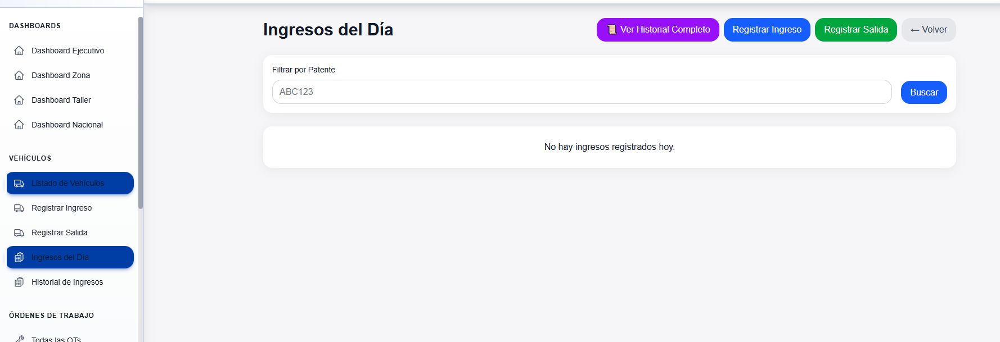 DASHBOARDS
Dashboard Ejecutivo
Dashboard Zona
Dashboard Taller
Dashboard Nacional
VEHÍCULOS
Listado de Vehículos
Registrar Ingreso
Registrar Salida
Ingresos del Día
Historial de Ingresos
ÓRDENES DE TRABAJO
Todas las OTs
Ingresos del Día
📜 Ver Historial Completo
Registrar Ingreso
Registrar Salida
← Volver
Filtrar por Patente
ABC123
Buscar
No hay ingresos registrados hoy.